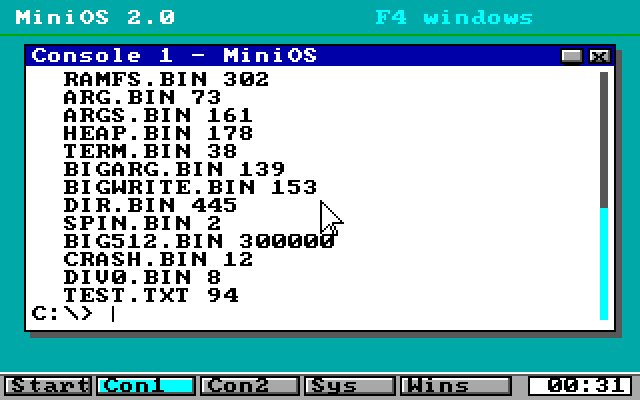 MiniOS 2.0 F4 windows
Console 1 - MiniOS
RAMFS.BIN 302
ARG.BIN 73
ARGS.BIN 161
HEAP.BIN 178
TERM.BIN 38
BIGARG.BIN 139
BIGWRITE.BIN 153
DIR.BIN 445
SPIN.BIN 2
BIG512.BIN 300000
CRASH.BIN 12
DIV0.BIN 8
TEST.TXT 94
C:\>
Start Con1 Con2 Sys Wins 00:31